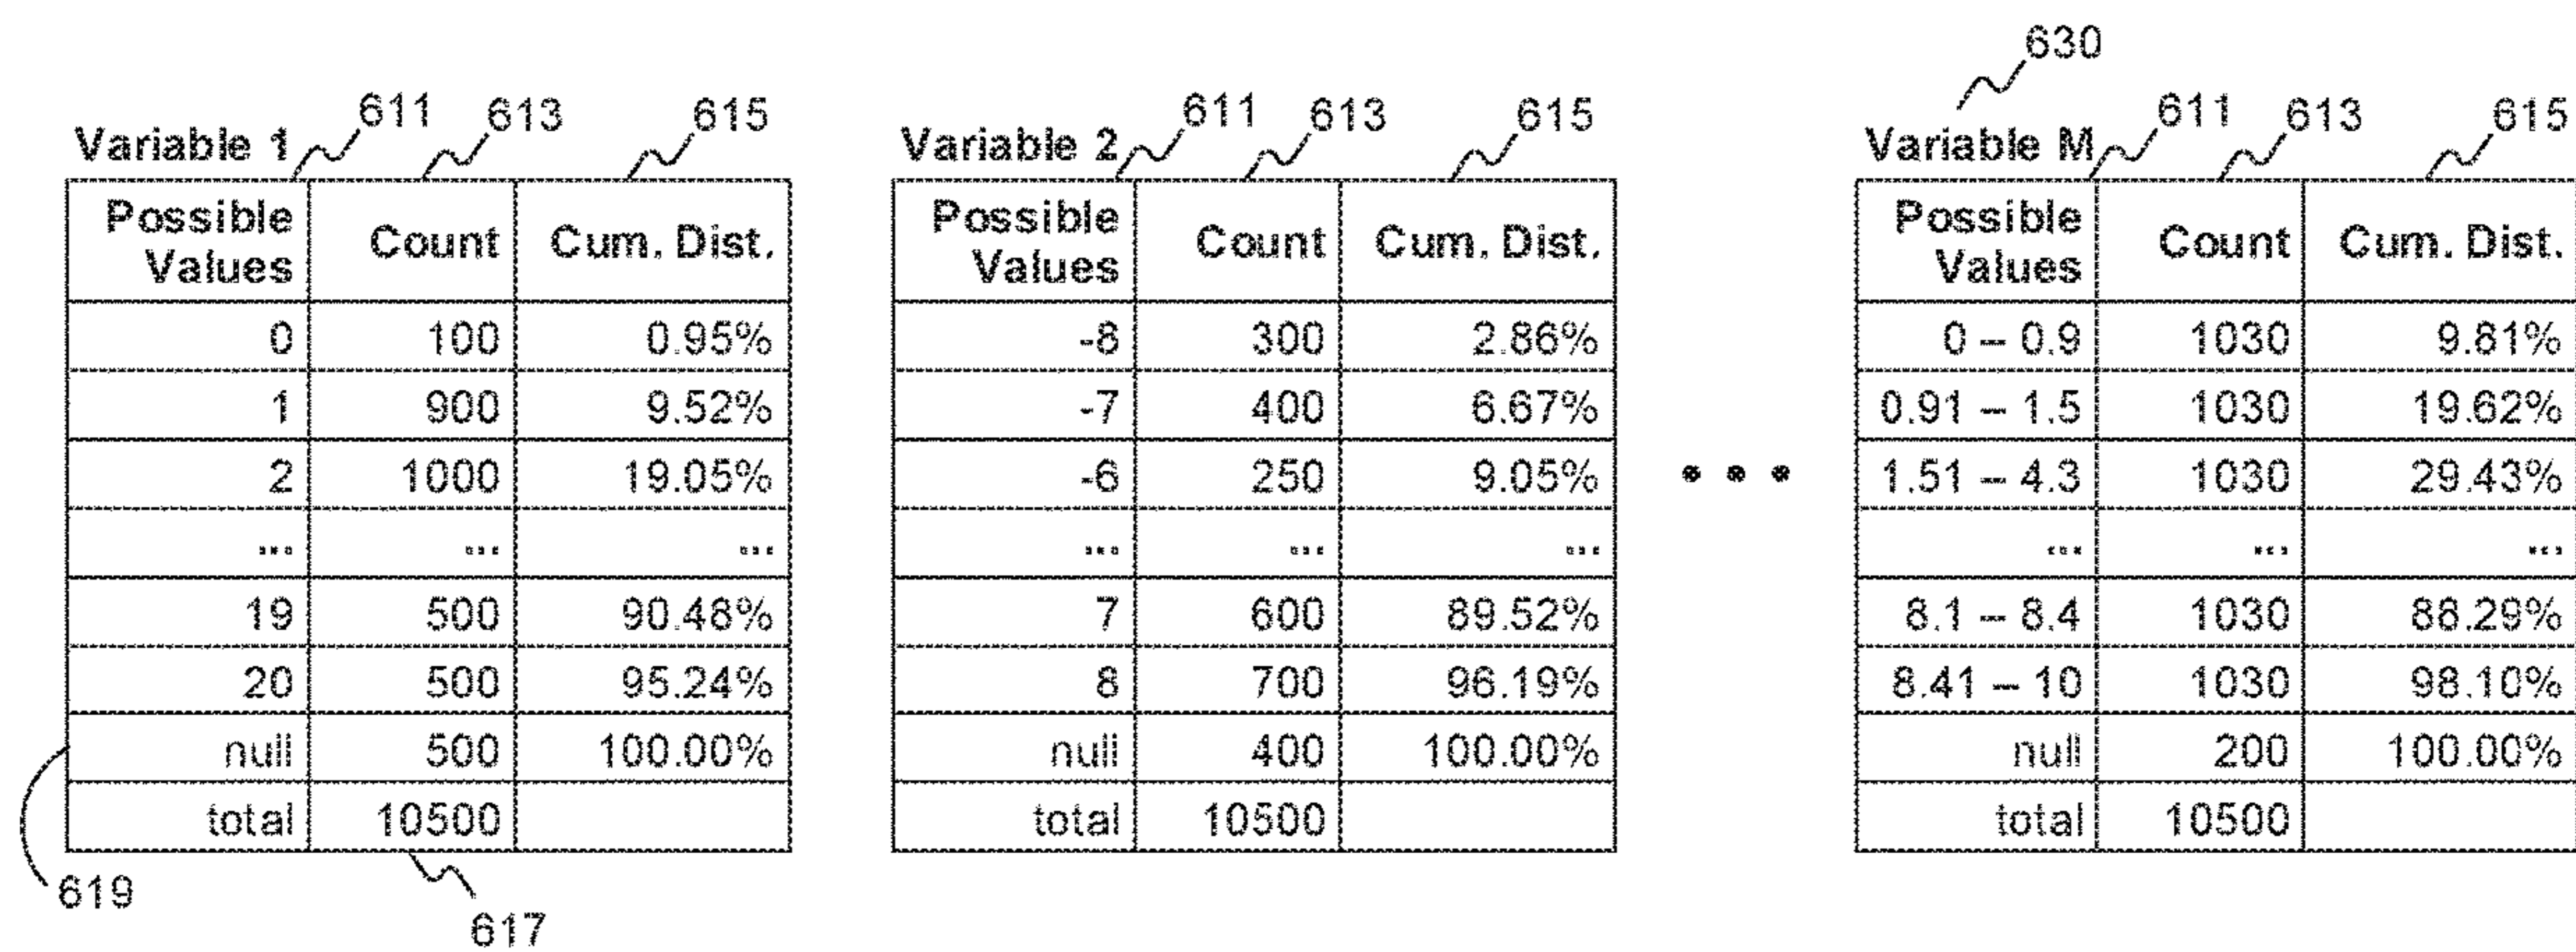 630
611 613 615 611 613 615 611 613 615
Variable 1 Variable 2 Variable M
Possible Values Count Cum. Dist. Possible Values Count Cum. Dist. Possible Values Count Cum. Dist.
0 100 0.95% -8 300 2.86% 0 – 0.9 1030 9.81%
1 900 9.52% -7 400 6.67% 0.91 – 1.5 1030 19.62%
2 1000 19.05% -6 250 9.05% • • • 1.51 – 4.3 1030 29.43%
... ... ... ... ... ... ... ... ...
19 500 90.48% 7 600 89.52% 8.1 – 8.4 1030 88.29%
20 500 95.24% 8 700 96.19% 8.41 – 10 1030 98.10%
null 500 100.00% null 400 100.00% null 200 100.00%
total 10500 total 10500 total 10500
619
617